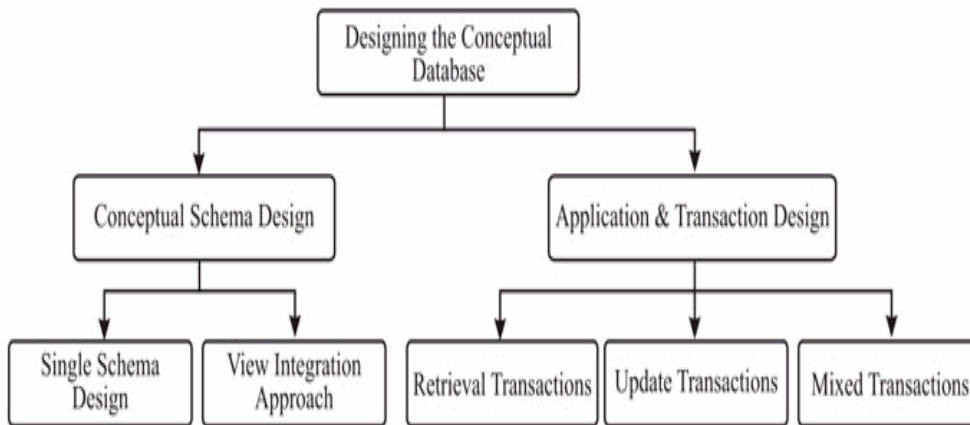 Designing the Conceptual
Database
Conceptual Schema Design
Application & Transaction Design
Single Schema
Design
View Integration
Approach
Retrieval Transactions
Update Transactions
Mixed Transactions